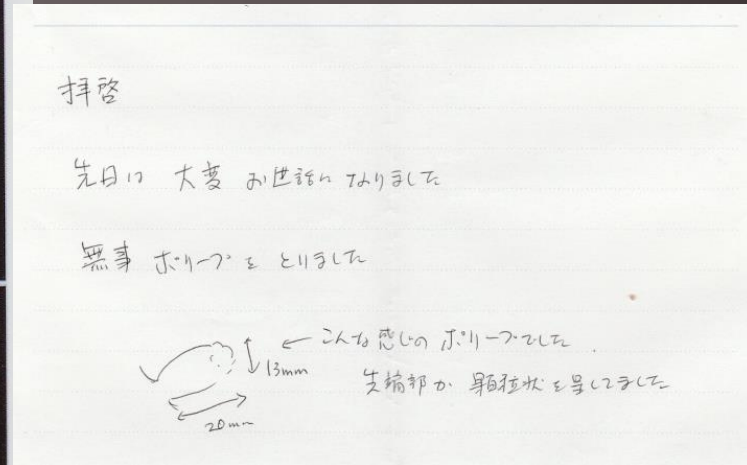 拝啓
先日は 大変 お世話に なりました
無事 ポリープを とりました
← こんな感じの ポリープでした.
13mm
先端部が 顆粒状を呈してました
20mm